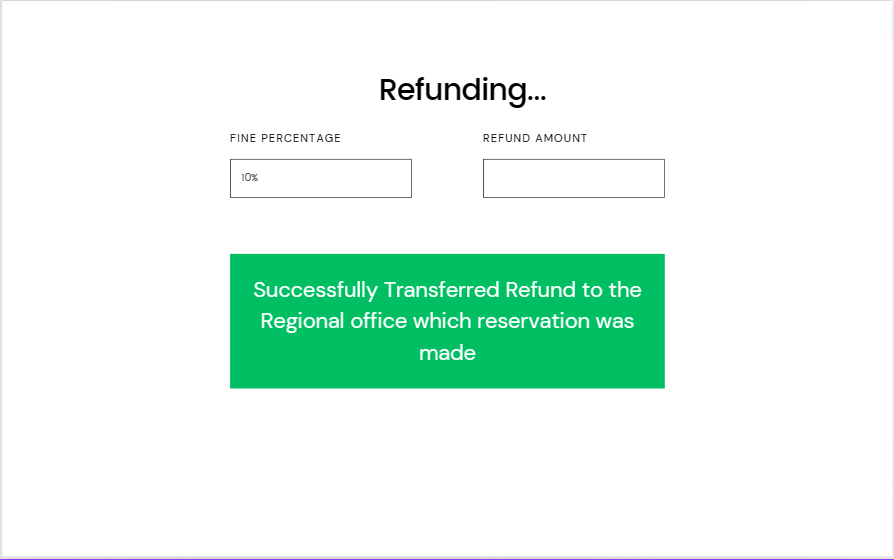 Refunding...
FINE PERCENTAGE
REFUND AMOUNT
10%
Successfully Transferred Refund to the
Regional office which reservation was
made